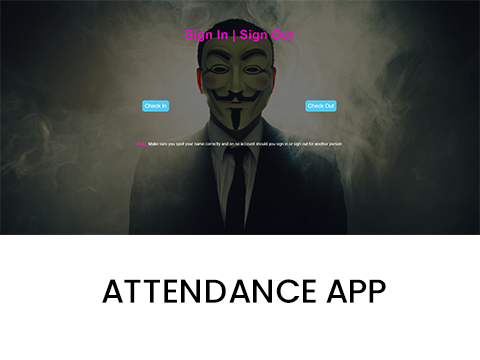 Sign In | Sign Out
Check In
Check Out
Make sure you spell your name correctly and on no account should you sign in or sign out for another person
ATTENDANCE APP